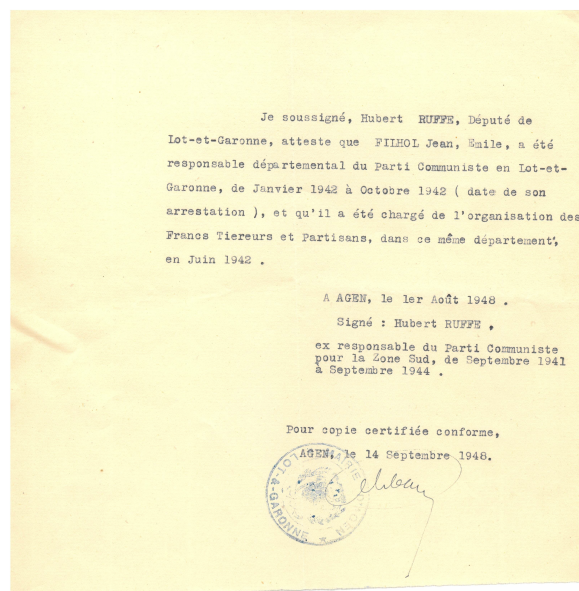 Je soussigné, Hubert RUFFE, Député de
Lot-et-Garonne, atteste que FILHOL Jean, Emile, a été
responsable départemental du Parti Communiste en Lot-et-
Garonne, de Janvier 1942 à Octobre 1942 ( date de son
arrestation ), et qu'il a été chargé de l'organisation des
Francs Tiereurs et Partisans, dans ce même département,
en Juin 1942 .
A AGEN, le 1er Août 1948 .
Signé : Hubert RUFFE .
ex responsable du Parti Communiste
pour la Zone Sud, de Septembre 1941
à Septembre 1944 .
Pour copie certifiée conforme,
AGEN, le 14 Septembre 1948.
MAIRIE D'AGEN
LOT-&-GARONNE